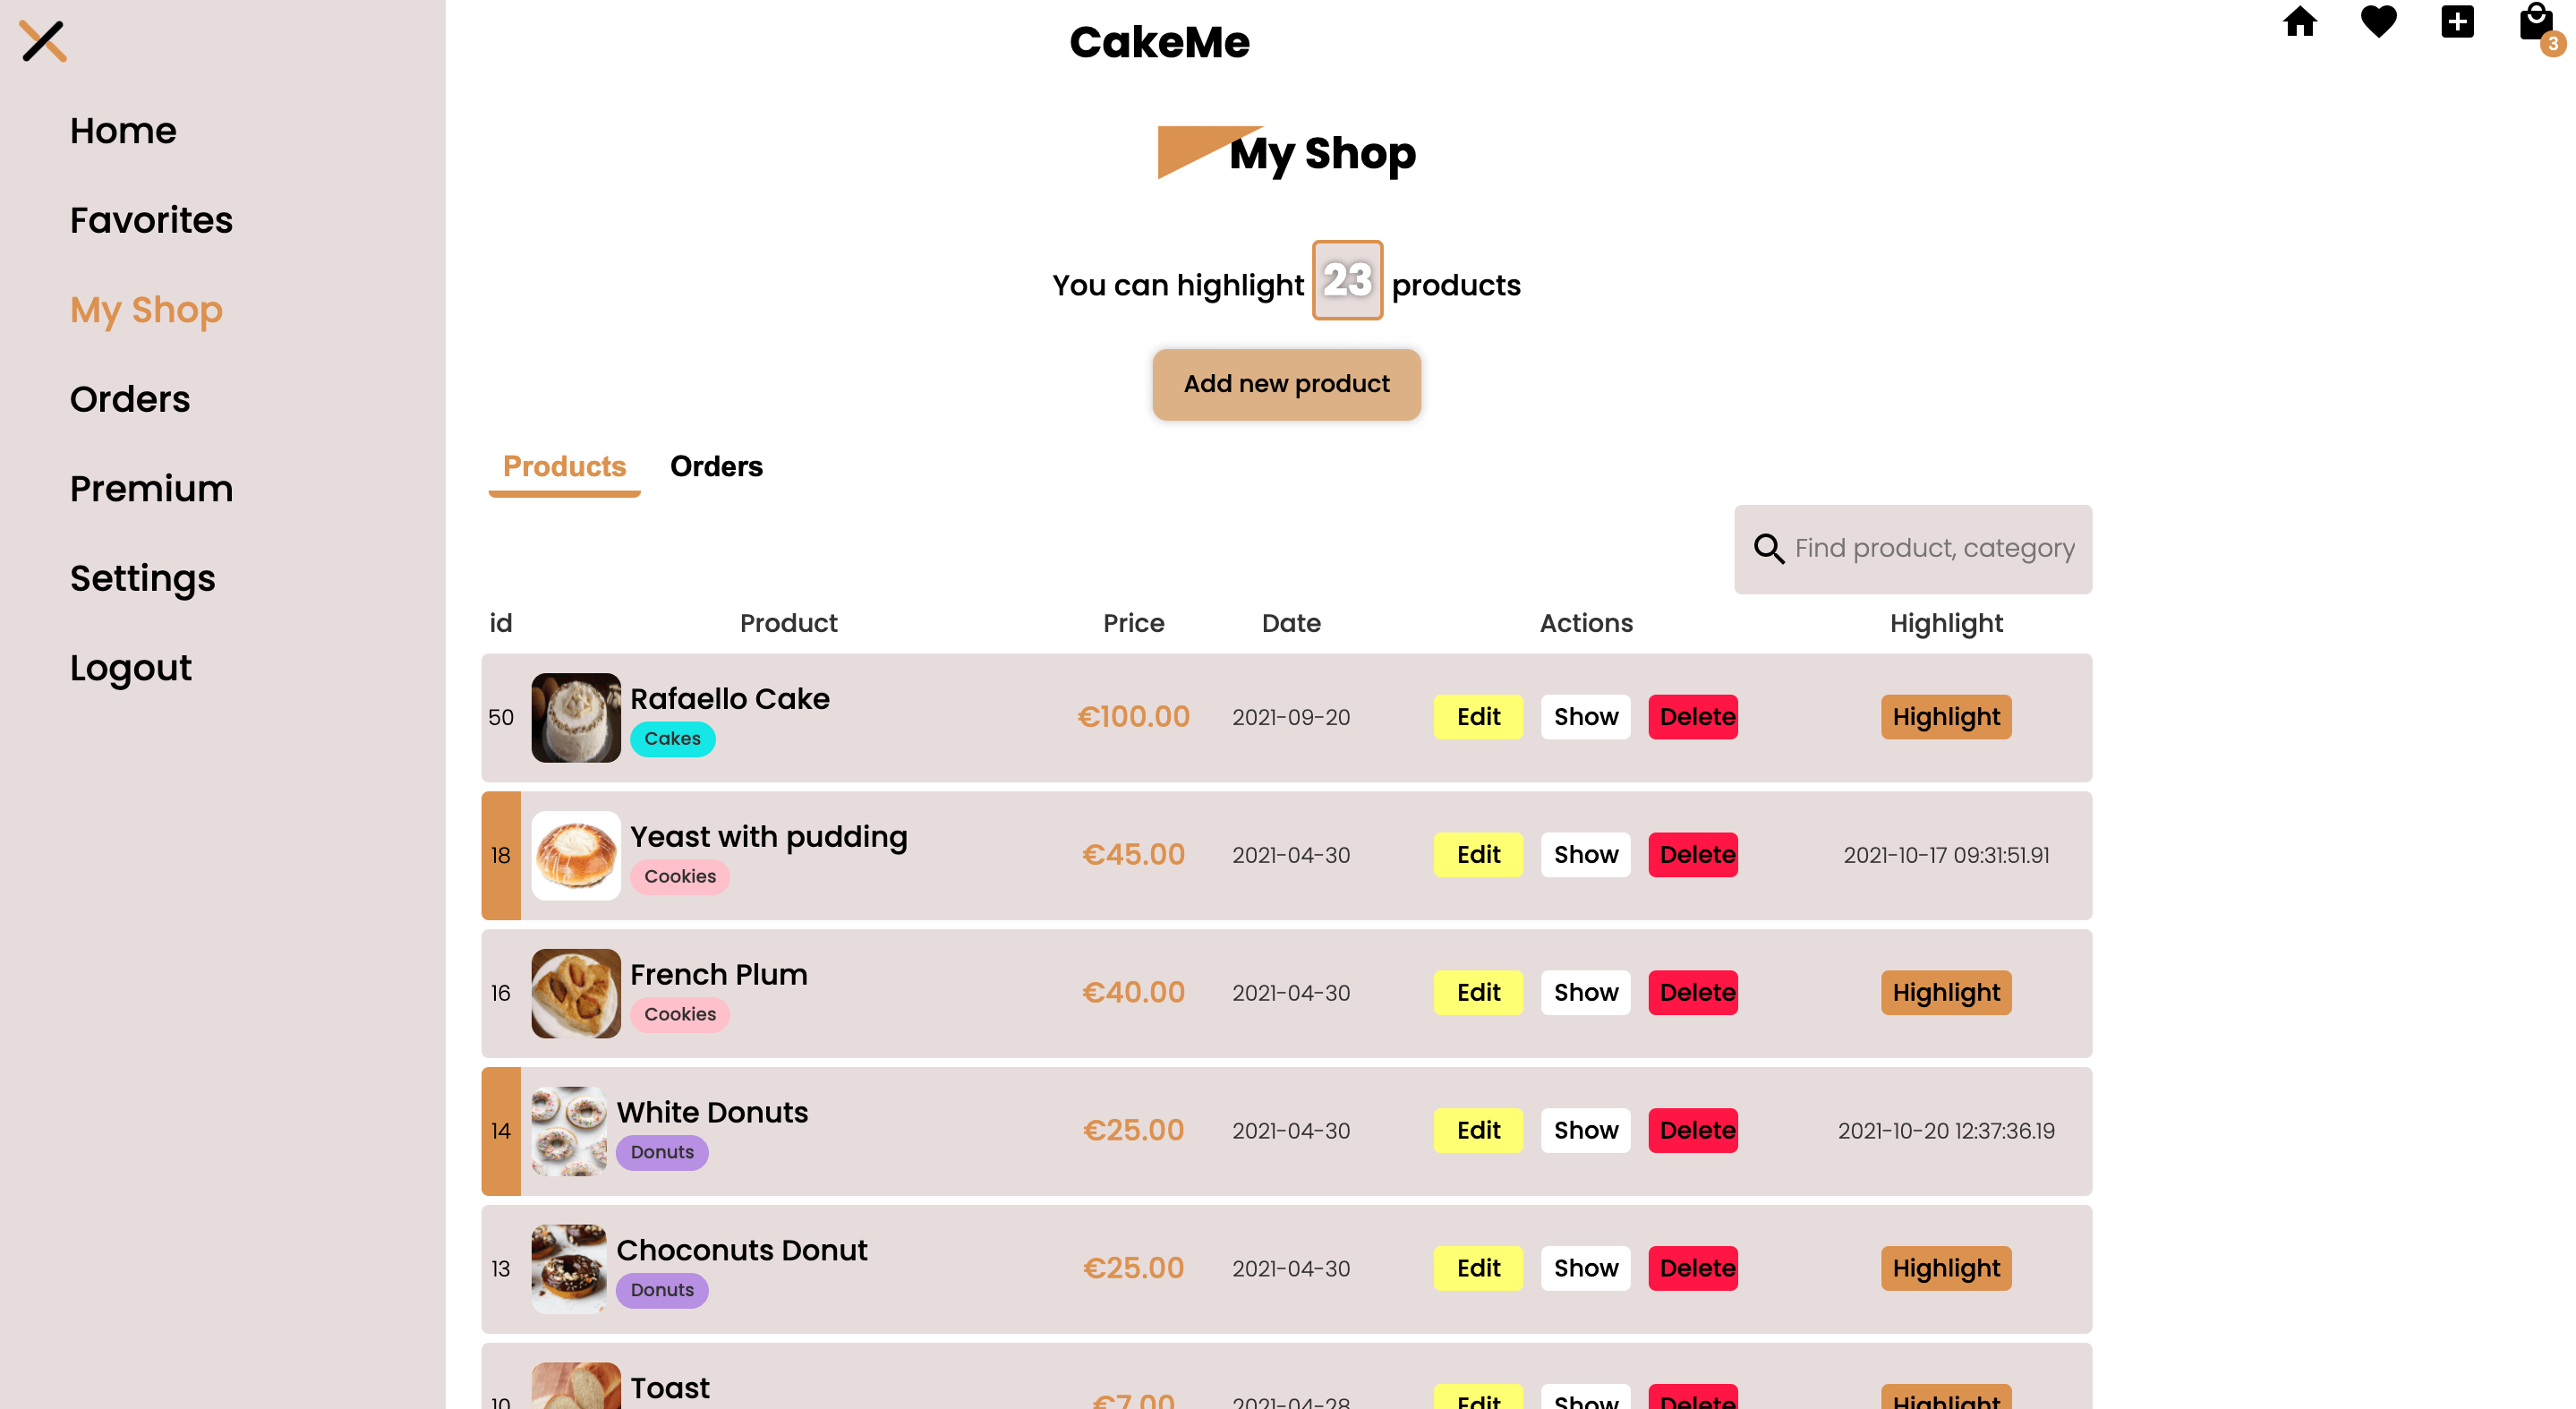 CakeMe
3
Home
Favorites
My Shop
Orders
Premium
Settings
Logout
My Shop
You can highlight 23 products
Add new product
Products Orders
Find product, category
id Product Price Date Actions Highlight
50 Rafaello Cake €100.00 2021-09-20 Edit Show Delete Highlight
Cakes
18 Yeast with pudding €45.00 2021-04-30 Edit Show Delete 2021-10-17 09:31:51.91
Cookies
16 French Plum €40.00 2021-04-30 Edit Show Delete Highlight
Cookies
14 White Donuts €25.00 2021-04-30 Edit Show Delete 2021-10-20 12:37:36.19
Donuts
13 Choconuts Donut €25.00 2021-04-30 Edit Show Delete Highlight
Donuts
10 Toast €7.00 2021-04-28 Edit Show Delete Highlight